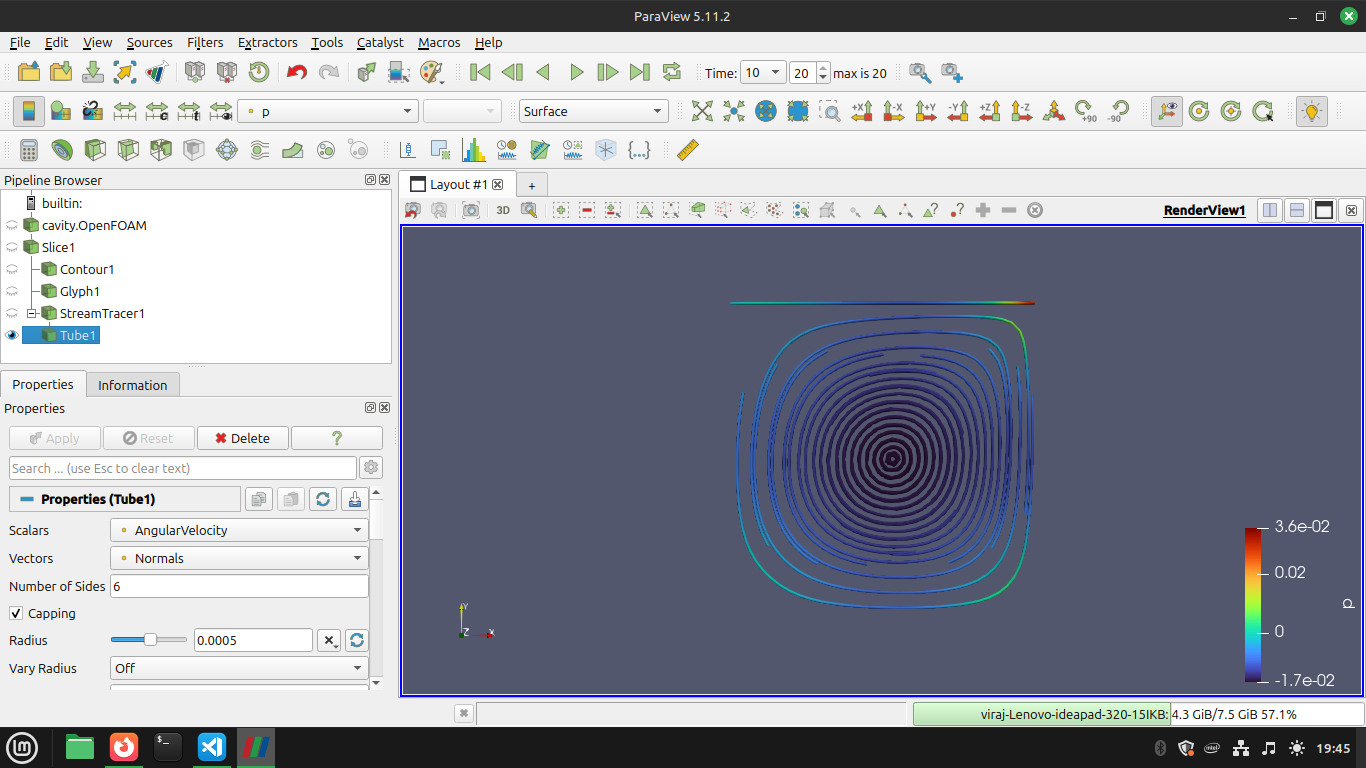 ParaView 5.11.2
File Edit View Sources Filters Extractors Tools Catalyst Macros Help
Time: 10 20 max is 20
p Surface +X -X +Y -Y +Z -Z +90 -90
Pipeline Browser
builtin:
cavity.OpenFOAM
Slice1
Contour1
Glyph1
StreamTracer1
Tube1
Properties Information
Properties
Apply Reset Delete ?
Search ... (use Esc to clear text)
Properties (Tube1)
Scalars AngularVelocity
Vectors Normals
Number of Sides 6
Capping
Radius 0.0005
Vary Radius Off
Layout #1 +
3D RenderView1
3.6e-02
0.02
0
-1.7e-02
p
Y
Z X
viraj-Lenovo-ideapad-320-15IKB: 4.3 GiB/7.5 GiB 57.1%
$_ intel 19:45